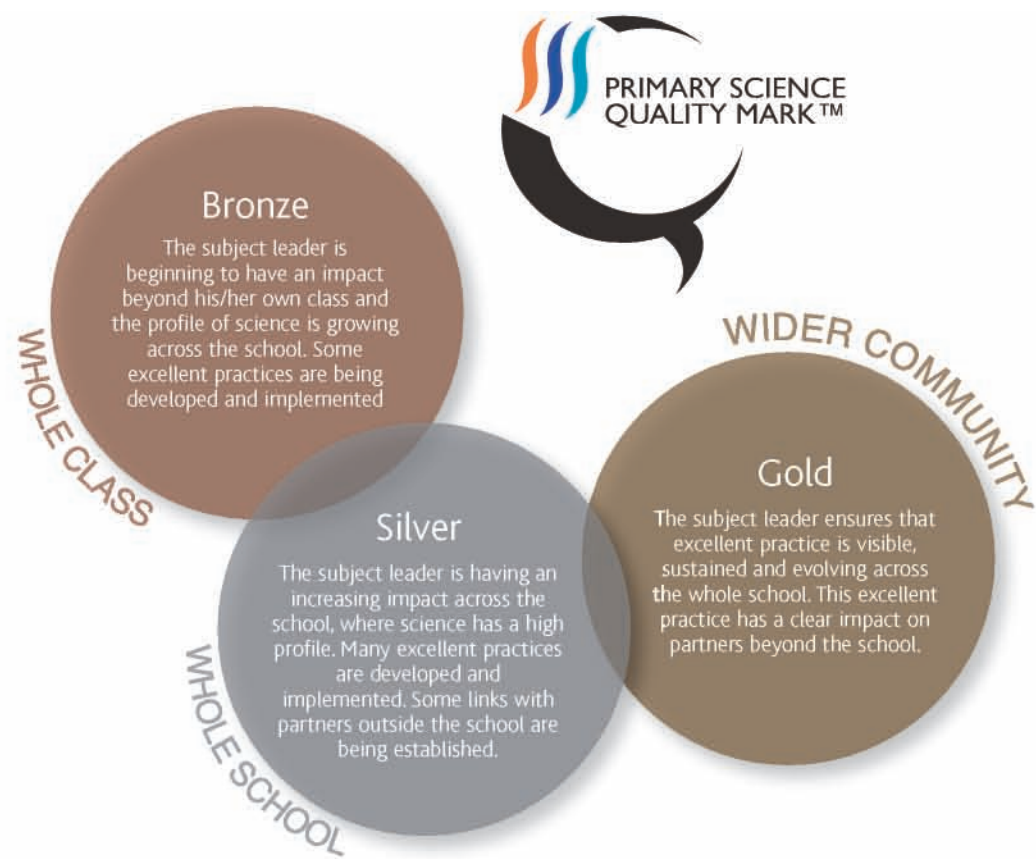 PRIMARY SCIENCE
QUALITY MARK™
Bronze
The subject leader is
beginning to have an impact
beyond his/her own class and
the profile of science is growing
across the school. Some
excellent practices are being
developed and implemented
WHOLE CLASS
Silver
The subject leader is having an
increasing impact across the
school, where science has a high
profile. Many excellent practices
are developed and
implemented. Some links with
partners outside the school are
being established.
WHOLE SCHOOL
WIDER COMMUNITY
Gold
The subject leader ensures that
excellent practice is visible,
sustained and evolving across
the whole school. This excellent
practice has a clear impact on
partners beyond the school.